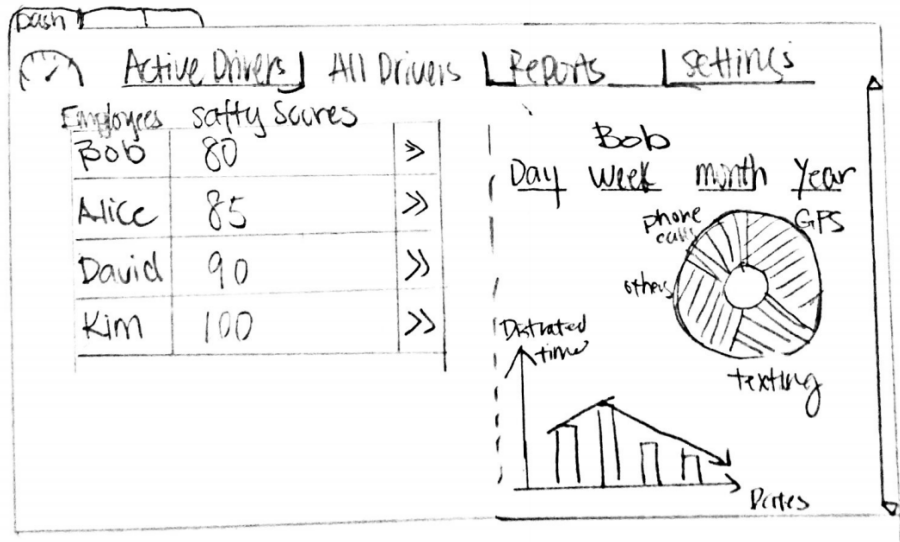 Dash
Active Drivers All Drivers Reports Settings
Employees Safty Scores
Bob 80 >>
Alice 85 >>
David 90 >>
Kim 100 >>
Bob
Day week month Year
phone
calls
GPS
others
texting
Distrated
time
Dates